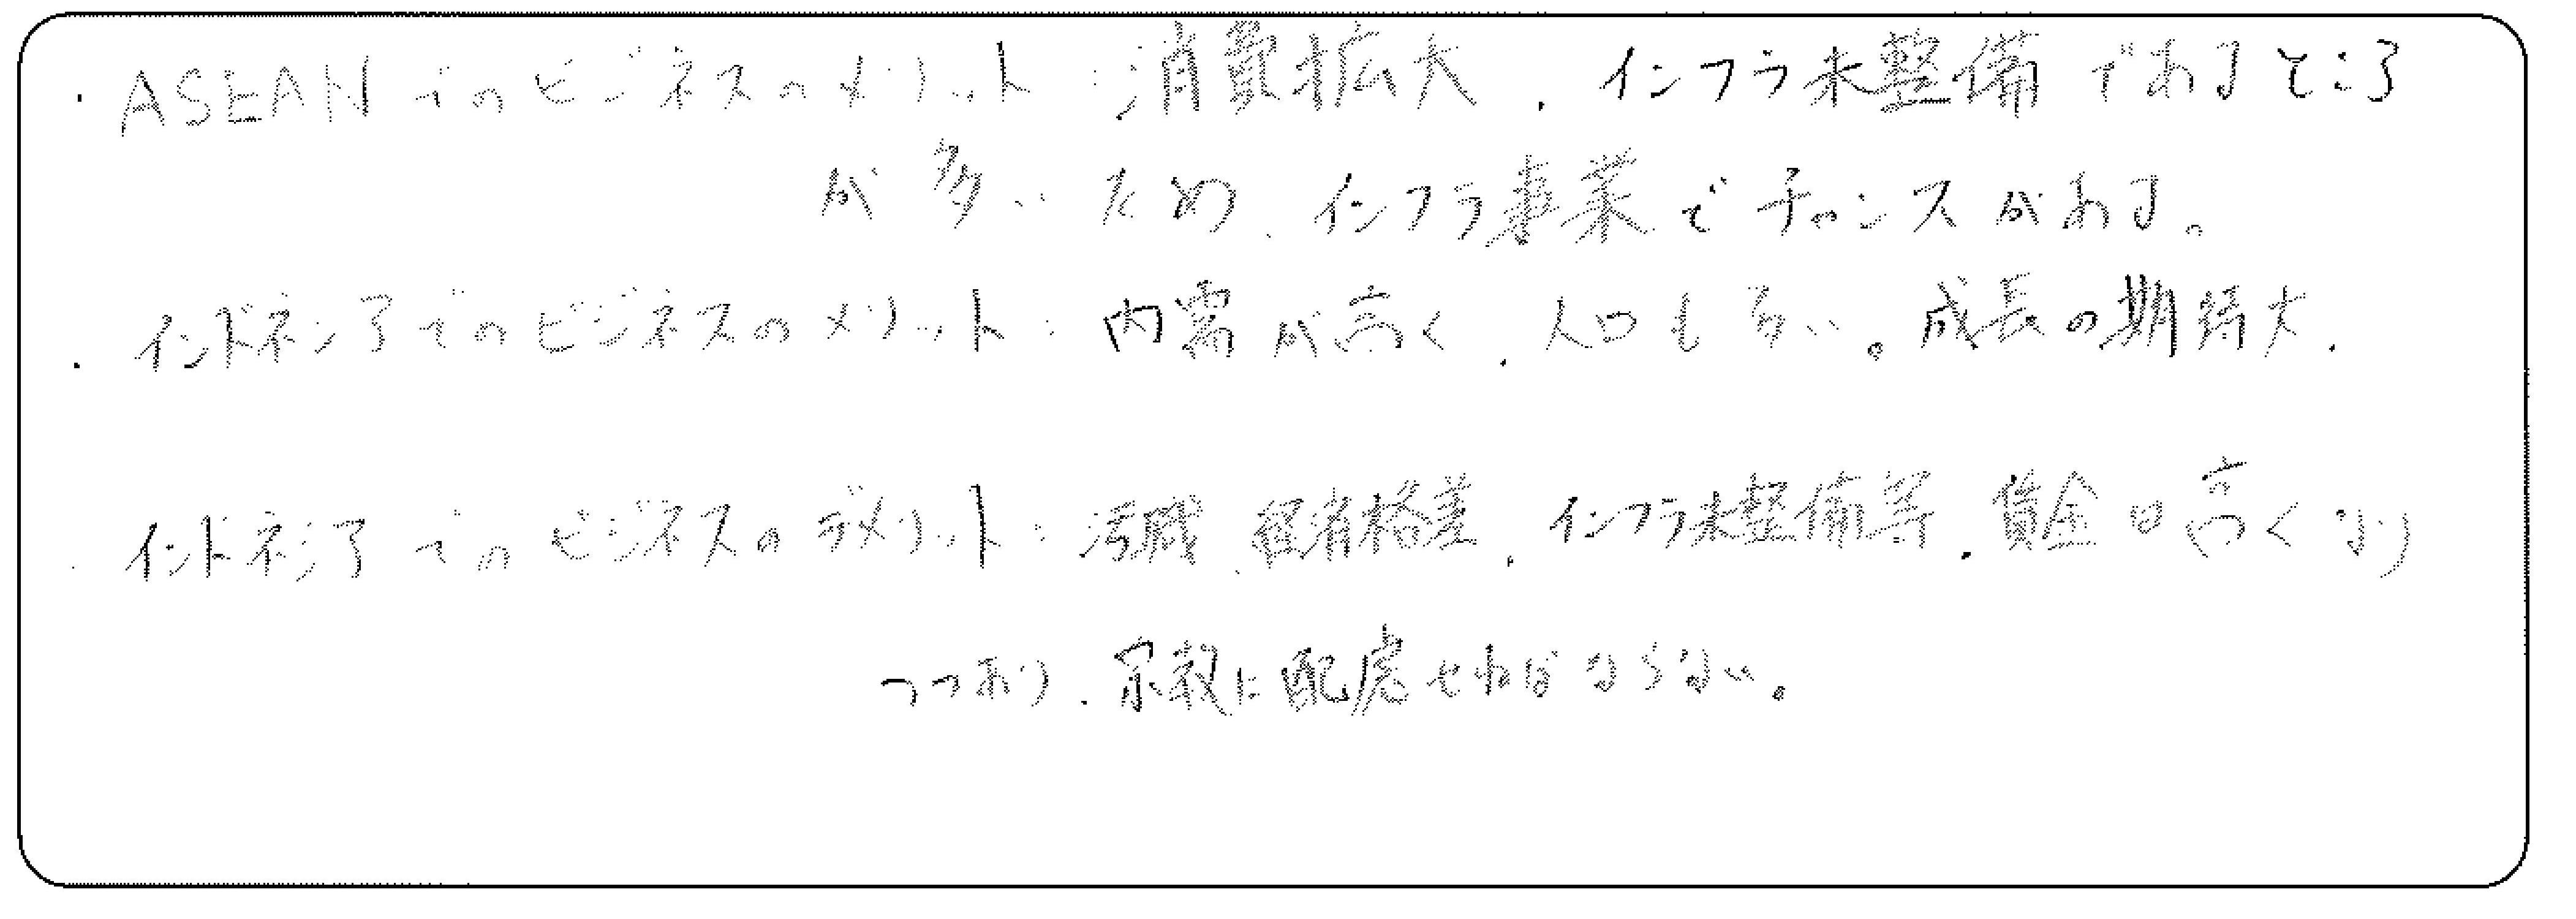 ・ASEANでのビジネスのメリット：消費拡大、インフラ未整備であるところ
が多いため、インフラ事業でチャンスがある。
・インドネシアでのビジネスのメリット：内需が高く、人口も多い。成長の期待大、
・インドネシアでのビジネスのデメリット：汚職、経済格差、インフラ未整備等、賃金は高くなり
つつあり、宗教に配慮せねばならない。